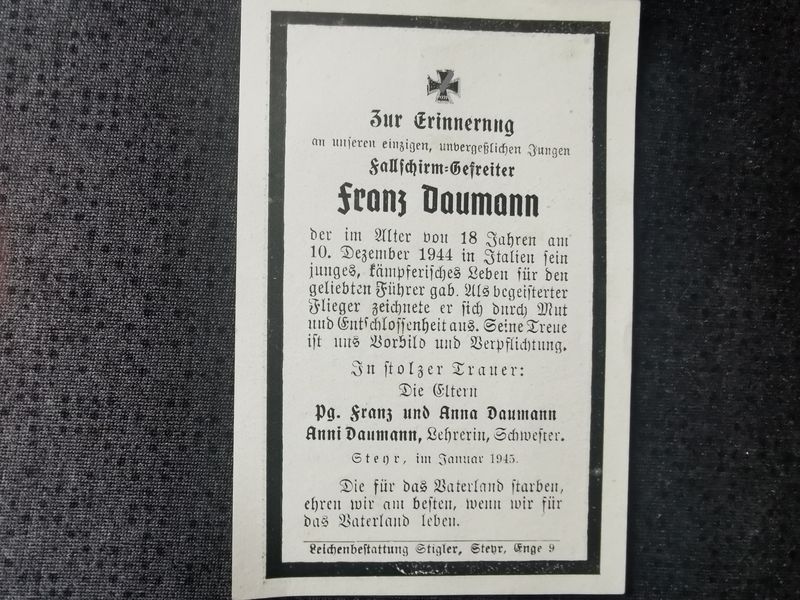 Zur Erinnerung
an unseren einzigen, unvergeßlichen Jungen
Fallschirm-Gefreiter
Franz Daumann
der im Alter von 18 Jahren am
10. Dezember 1944 in Italien sein
junges, kämpferisches Leben für den
geliebten Führer gab. Als begeisterter
Flieger zeichnete er sich durch Mut
und Entschlossenheit aus. Seine Treue
ist uns Vorbild und Verpflichtung.
In stolzer Trauer:
Die Eltern
Pg. Franz und Anna Daumann
Anni Daumann, Lehrerin, Schwester.
Steyr, im Januar 1945.
Die für das Vaterland starben,
ehren wir am besten, wenn wir für
das Vaterland leben.
Leichenbestattung Stigler, Steyr, Enge 9